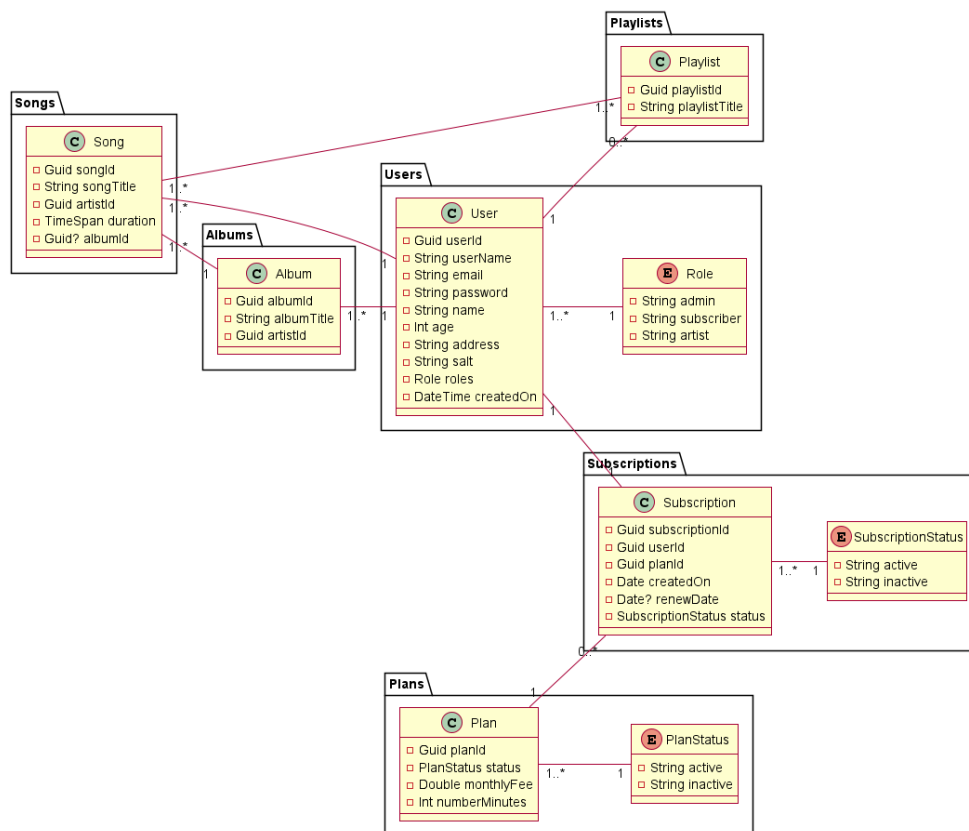 Playlists
C Playlist
Guid playlistId
String playlistTitle
1..*
0..*
Songs
C Song
Guid songId
String songTitle
Guid artistId
TimeSpan duration
Guid? albumId
1..*
1..*
1..*
Albums
C Album
Guid albumId
String albumTitle
Guid artistId
1
1..*
Users
C User
Guid userId
String userName
String email
String password
String name
Int age
String address
String salt
Role roles
DateTime createdOn
1
1
1
1..*
1
E Role
String admin
String subscriber
String artist
1
Subscriptions
1
C Subscription
Guid subscriptionId
Guid userId
Guid planId
Date createdOn
Date? renewDate
SubscriptionStatus status
1..*
0..*
E SubscriptionStatus
String active
String inactive
1
Plans
1
C Plan
Guid planId
PlanStatus status
Double monthlyFee
Int numberMinutes
1..*
E PlanStatus
String active
String inactive
1